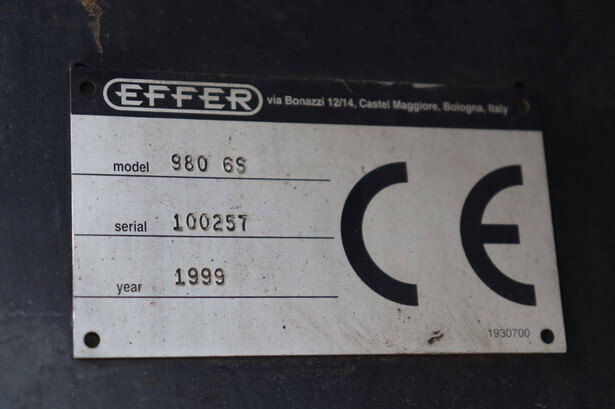 EFFER via Bonazzi 12/14, Castel Maggiore, Bologna, Italy
model 980 6S
serial 100257
year 1999
CE
1930700